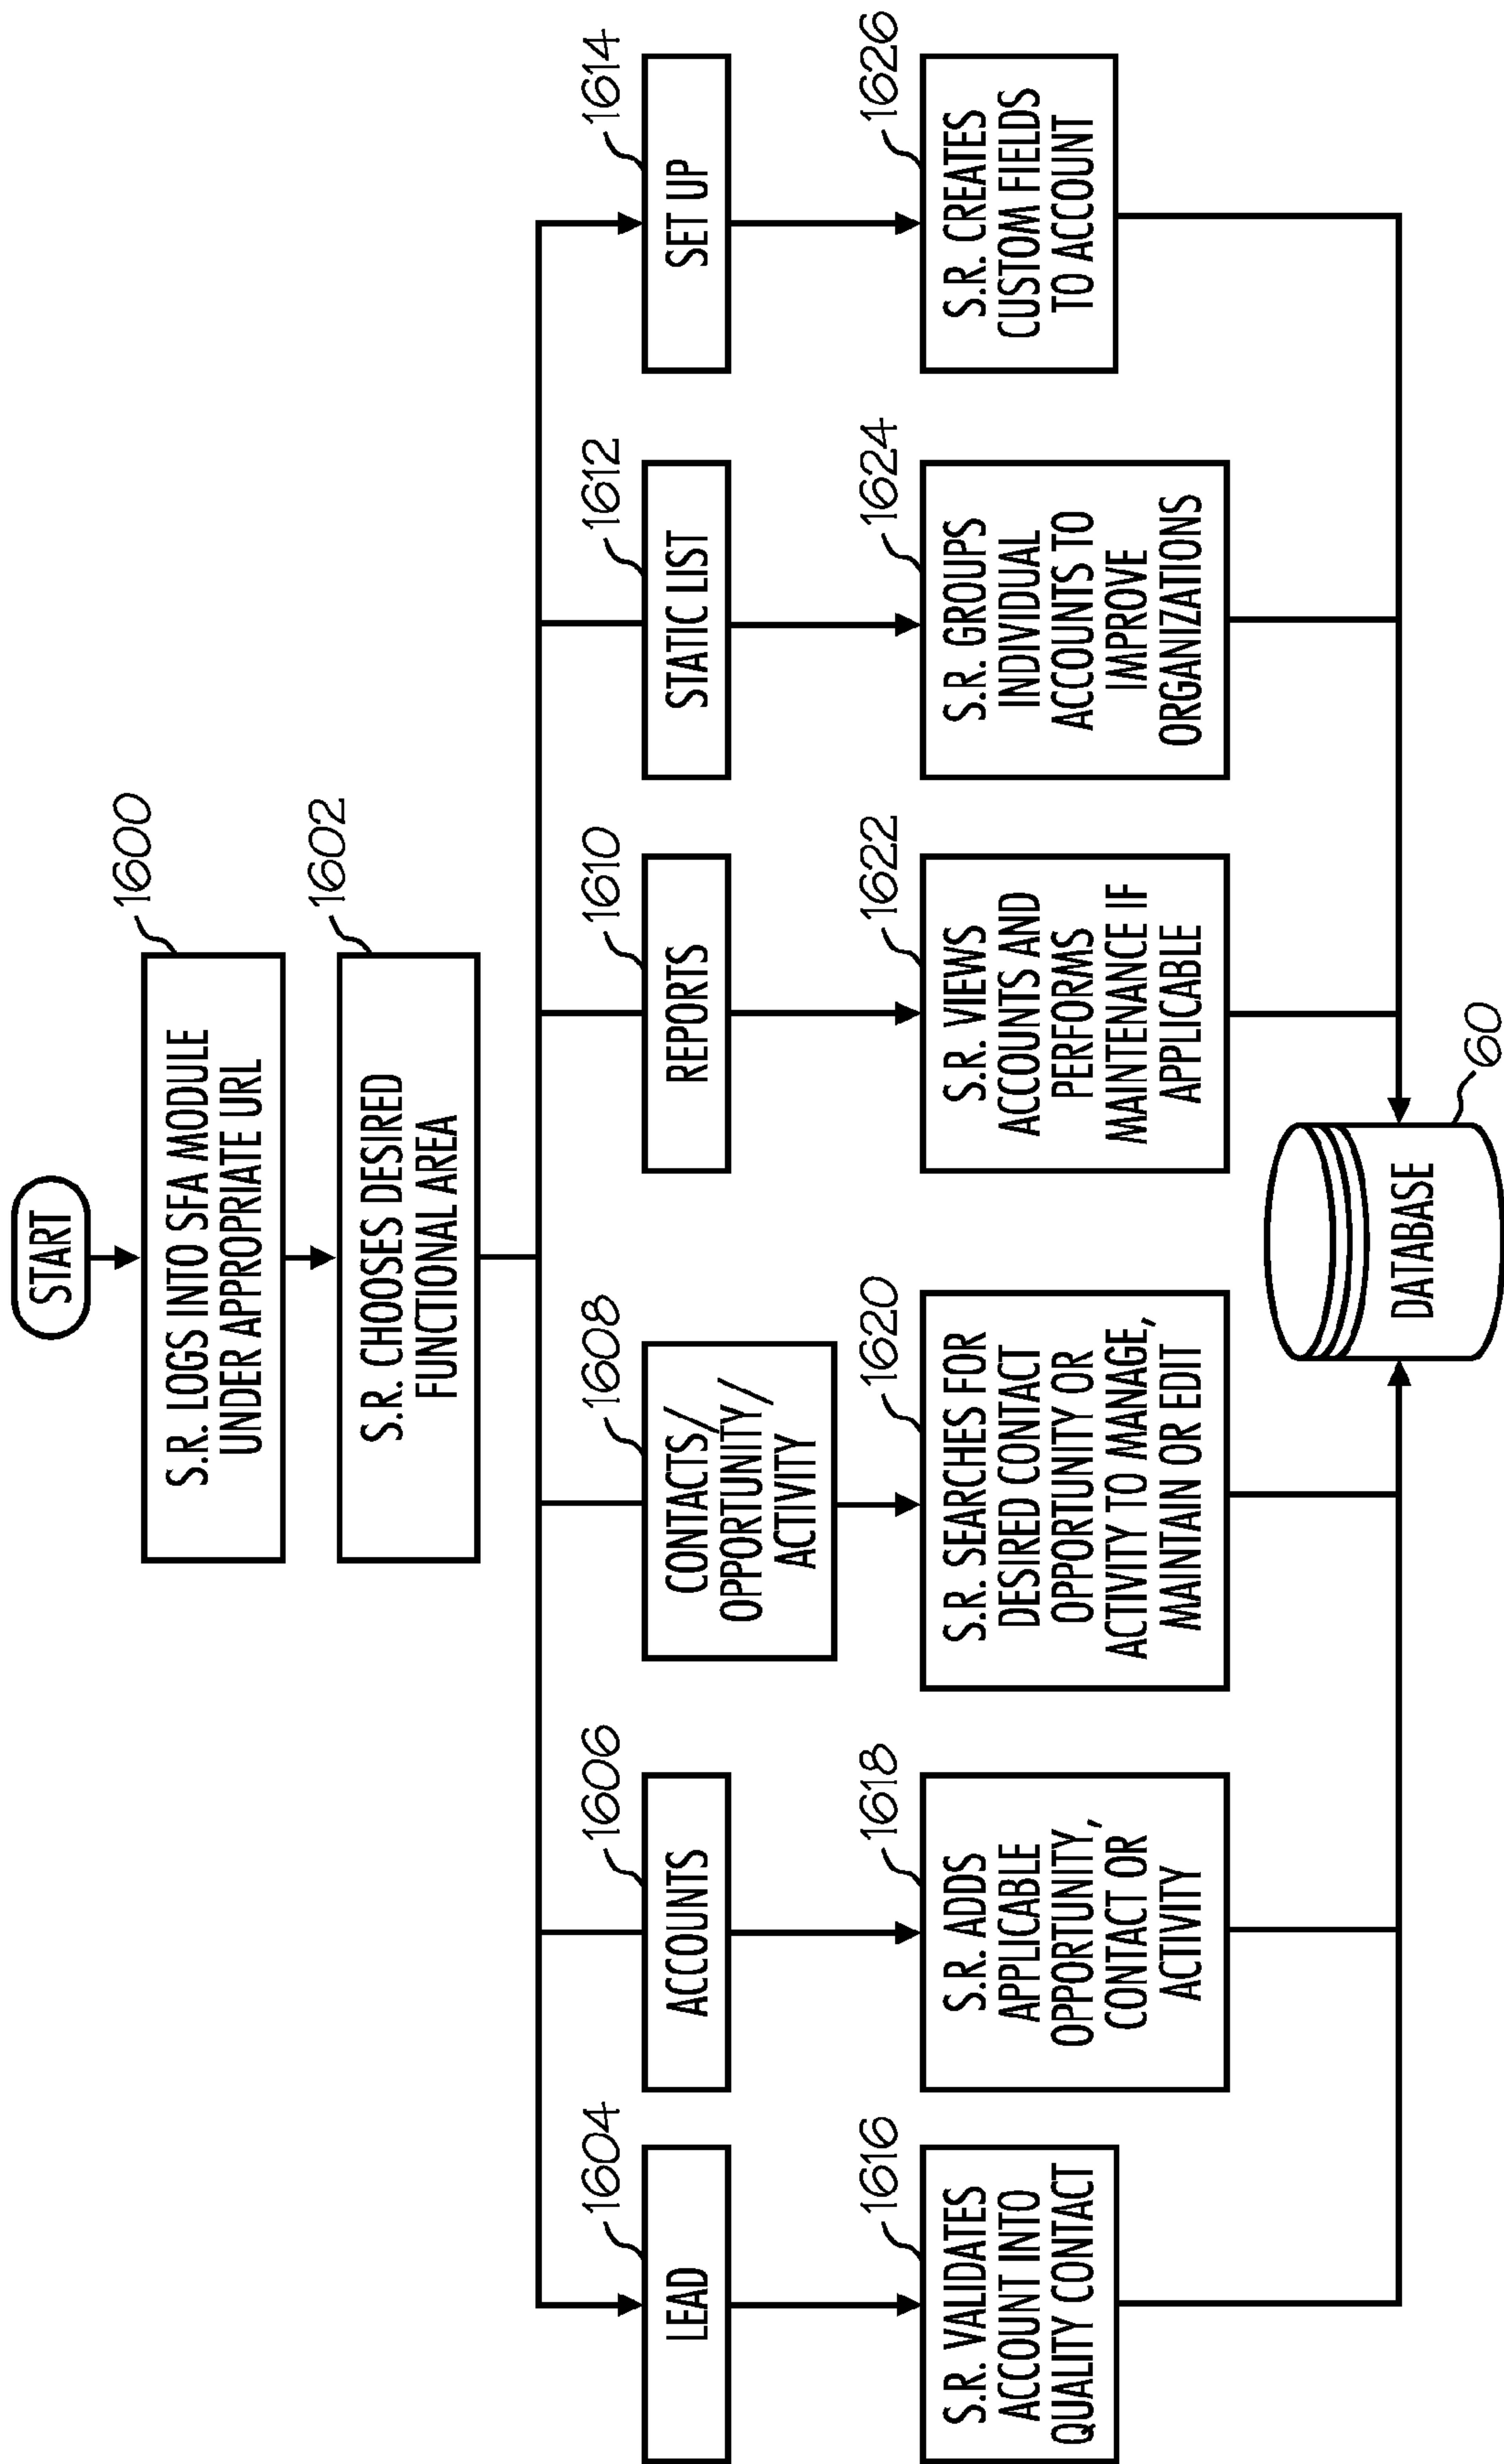 START
1600
S.R. LOGS INTO SFA MODULE
UNDER APPROPRIATE URL
1602
S.R. CHOOSES DESIRED
FUNCTIONAL AREA
1604
LEAD
1606
ACCOUNTS
1608
CONTACTS/
OPPORTUNITY/
ACTIVITY
1610
REPORTS
1612
STATIC LIST
1614
SET UP
1616
S.R. VALIDATES
ACCOUNT INTO
QUALITY CONTACT
1618
S.R. ADDS
APPLICABLE
OPPORTUNITY,
CONTACT OR
ACTIVITY
1620
S.R. SEARCHES FOR
DESIRED CONTACT
OPPORTUNITY OR
ACTIVITY TO MANAGE,
MAINTAIN OR EDIT
1622
S.R. VIEWS
ACCOUNTS AND
PERFORMS
MAINTENANCE IF
APPLICABLE
1624
S.R. GROUPS
INDIVIDUAL
ACCOUNTS TO
IMPROVE
ORGANIZATIONS
1626
S.R. CREATES
CUSTOM FIELDS
TO ACCOUNT
60
DATABASE